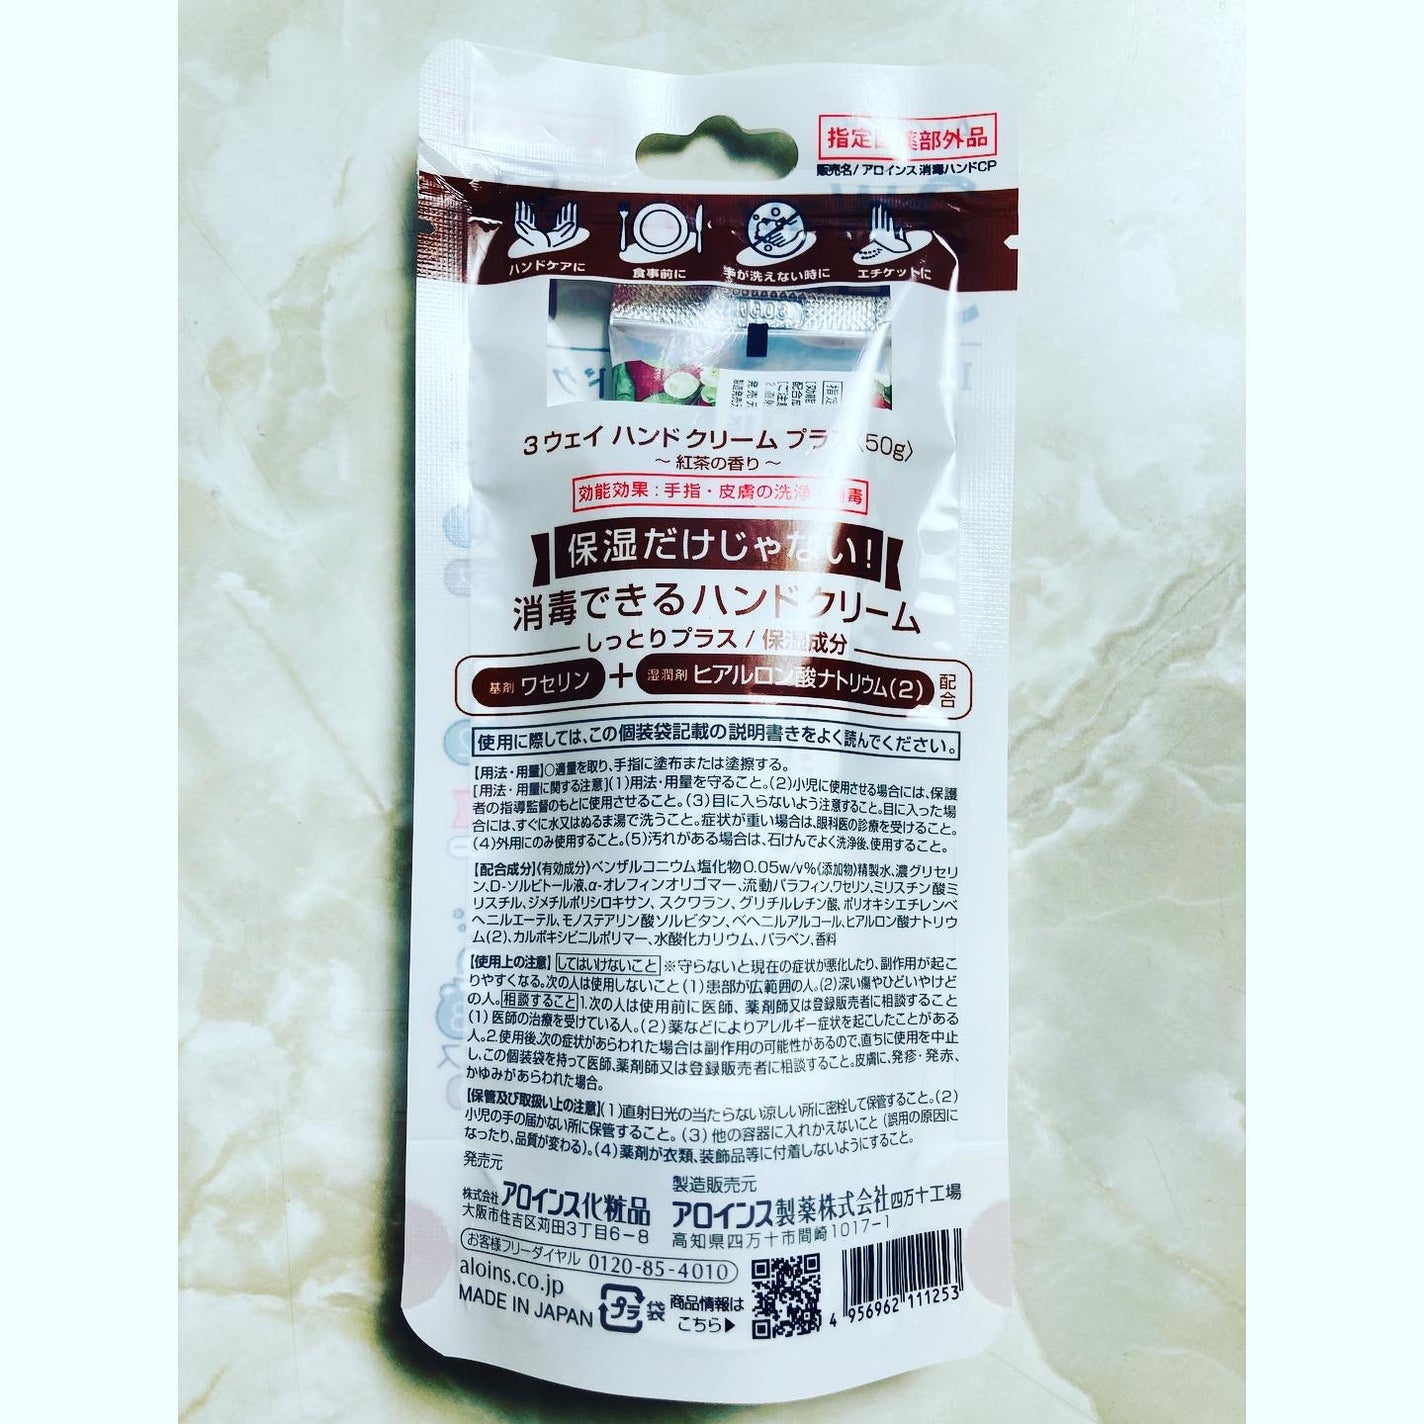 指定医薬部外品
販売名/アロインス消毒ハンドCP
ハンドケアに
食事前に
手が洗えない時に
エチケットに
3ウェイ ハンドクリーム プラス〈50g〉
～紅茶の香り～
効能効果:手指・皮膚の洗浄・消毒
保湿だけじゃない!
消毒できるハンドクリーム
しっとりプラス/保湿成分
基剤 ワセリン + 湿潤剤 ヒアルロン酸ナトリウム(2) 配合
使用に際しては、この個装袋記載の説明書きをよく読んでください。
【用法・用量】○適量を取り、手指に塗布または塗擦する。
[用法・用量に関する注意](1)用法・用量を守ること。(2)小児に使用させる場合には、保護
者の指導監督のもとに使用させること。(3)目に入らないよう注意すること。目に入った場
合には、すぐに水又はぬるま湯で洗うこと。症状が重い場合は、眼科医の診療を受けること。
(4)外用にのみ使用すること。(5)汚れがある場合は、石けんでよく洗浄後、使用すること。
【配合成分】(有効成分)ベンザルコニウム塩化物0.05w/v%(添加物)精製水、濃グリセリ
ン、D-ソルビトール液、α-オレフィンオリゴマー、流動パラフィン、ワセリン、ミリスチン酸ミ
リスチル、ジメチルポリシロキサン、スクワラン、グリチルレチン酸、ポリオキシエチレンベ
ヘニルエーテル、モノステアリン酸ソルビタン、ベヘニルアルコール、ヒアルロン酸ナトリウ
ム(2)、カルボキシビニルポリマー、水酸化カリウム、パラベン、香料
【使用上の注意】してはいけないこと ※守らないと現在の症状が悪化したり、副作用が起こ
りやすくなる。次の人は使用しないこと(1)患部が広範囲の人。(2)深い傷やひどいやけど
の人。相談すること 1.次の人は使用前に医師、薬剤師又は登録販売者に相談すること
(1)医師の治療を受けている人。(2)薬などによりアレルギー症状を起こしたことがある
人。2.使用後、次の症状があらわれた場合は副作用の可能性があるので、直ちに使用を中止
し、この個装袋を持って医師、薬剤師又は登録販売者に相談すること。皮膚に、発疹・発赤、
かゆみがあらわれた場合。
【保管及び取扱い上の注意】(1)直射日光の当たらない涼しい所に密栓して保管すること。(2)
小児の手の届かない所に保管すること。(3)他の容器に入れかえないこと(誤用の原因に
なったり、品質が変わる)。(4)薬剤が衣類、装飾品等に付着しないようにすること。
発売元
株式会社 アロインス化粧品
大阪市住吉区苅田3丁目6-8
製造販売元
アロインス製薬株式会社四万十工場
高知県四万十市間崎1017-1
お客様フリーダイヤル 0120-85-4010
aloins.co.jp
MADE IN JAPAN
プラ 袋
商品情報は
こちら▶
4 956962 111253